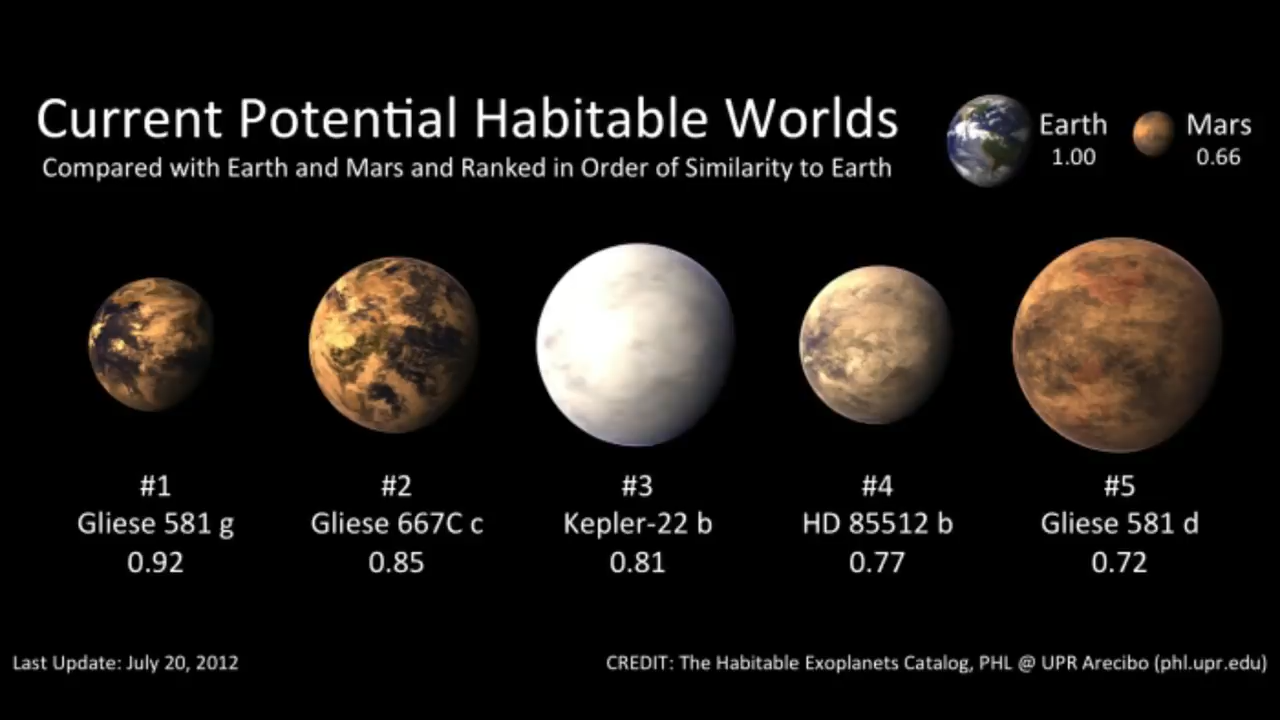 Current Potential Habitable Worlds
Compared with Earth and Mars and Ranked in Order of Similarity to Earth
Earth
1.00
Mars
0.66
#1
Gliese 581 g
0.92
#2
Gliese 667C c
0.85
#3
Kepler-22 b
0.81
#4
HD 85512 b
0.77
#5
Gliese 581 d
0.72
Last Update: July 20, 2012
CREDIT: The Habitable Exoplanets Catalog, PHL @ UPR Arecibo (phl.upr.edu)